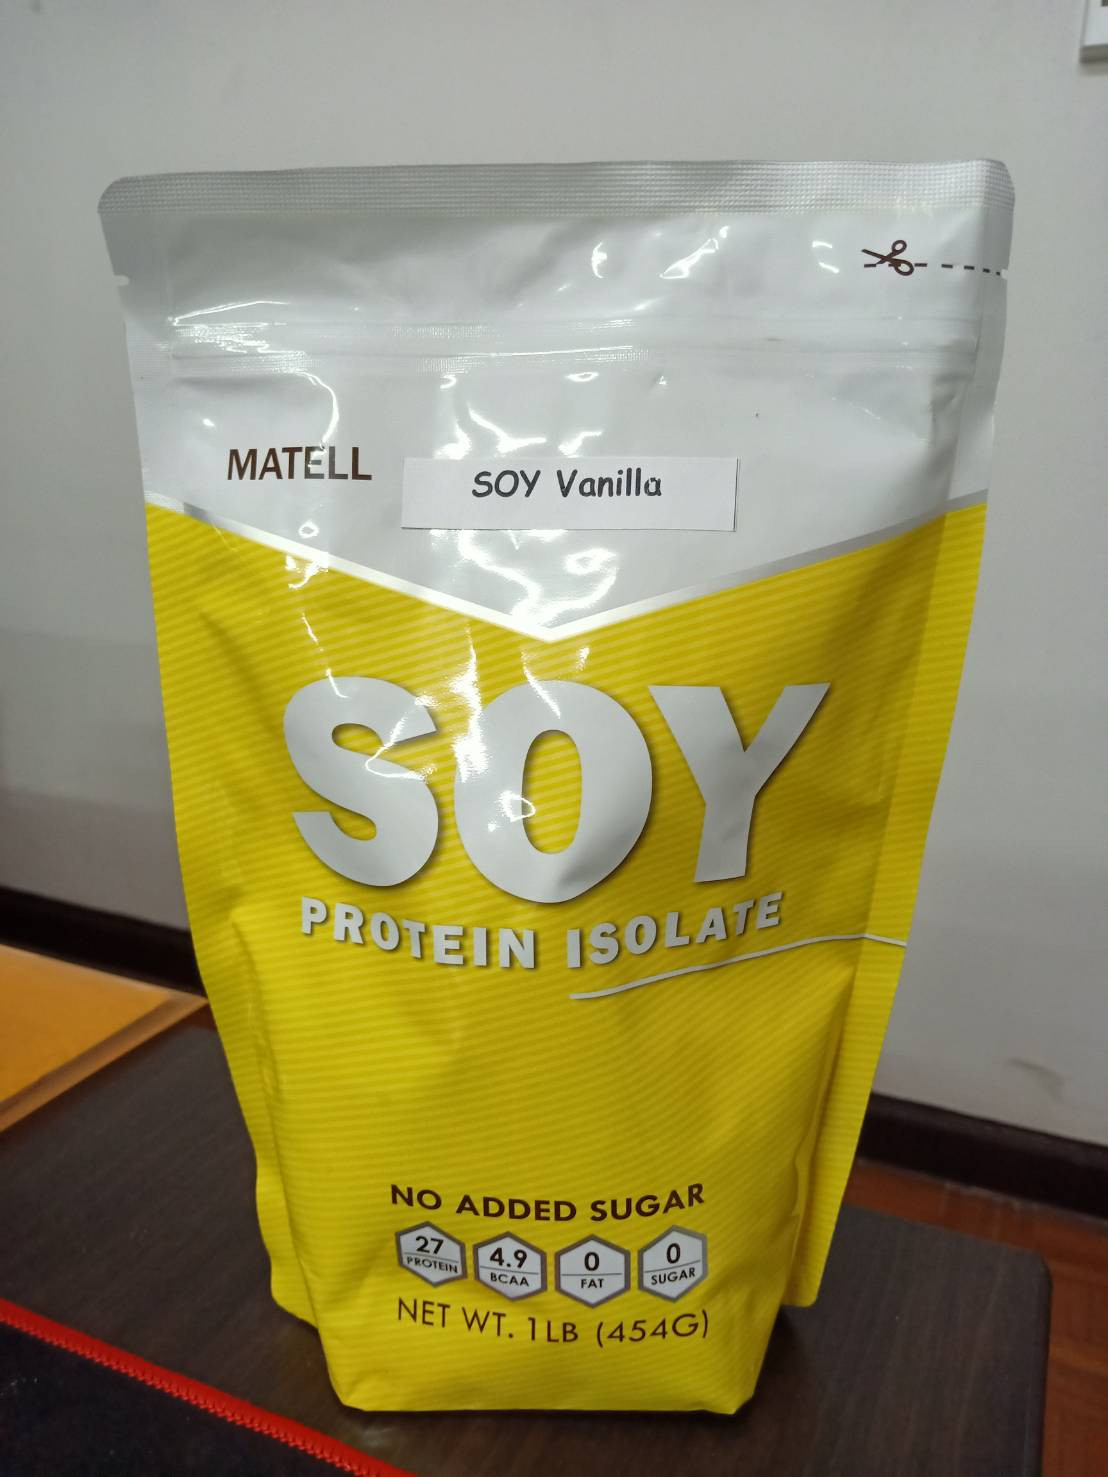 MATELL
SOY Vanilla
SOY
PROTEIN ISOLATE
NO ADDED SUGAR
27
PROTEIN
4.9
BCAA
0
FAT
0
SUGAR
NET WT. 1LB (454G)